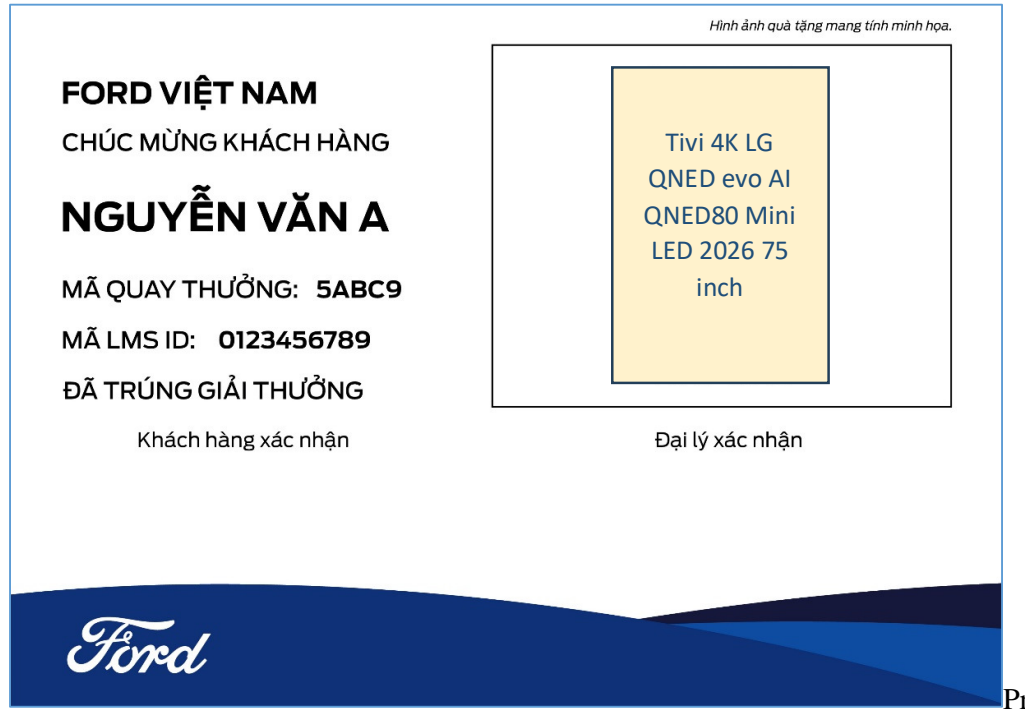 Hình ảnh quà tặng mang tính minh họa.
FORD VIỆT NAM
CHÚC MỪNG KHÁCH HÀNG
NGUYỄN VĂN A
MÃ QUAY THƯỞNG: 5ABC9
MÃ LMS ID: 0123456789
ĐÃ TRÚNG GIẢI THƯỞNG
Tivi 4K LG
QNED evo AI
QNED80 Mini
LED 2026 75
inch
Khách hàng xác nhận
Đại lý xác nhận
Ford